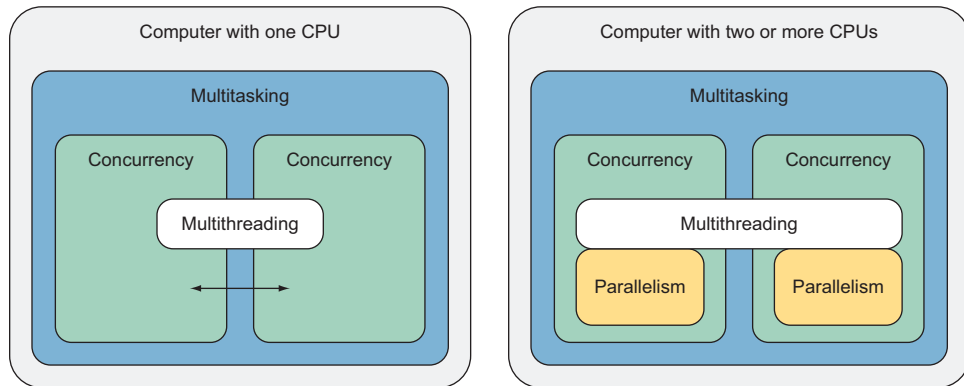 Computer with one CPU
Multitasking
Concurrency
Concurrency
Multithreading
Computer with two or more CPUs
Multitasking
Concurrency
Concurrency
Multithreading
Parallelism
Parallelism